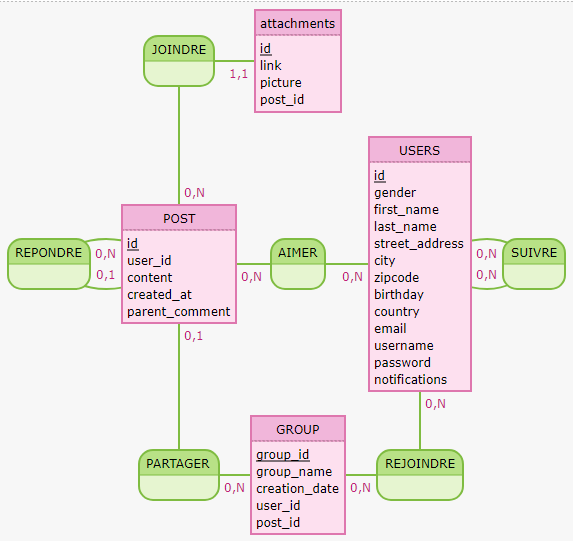 attachments
JOINDRE
id
link
1,1
picture
post_id
USERS
id
0,N
gender
first_name
POST
last_name
id
street_address
REPONDRE
0,N
AIMER
city
0,N
SUIVRE
user_id
content
0,1
0,N
0,N
zipcode
0,N
created_at
birthday
parent_comment
country
email
0,1
username
password
notifications
0,N
GROUP
group_id
PARTAGER
REJOINDRE
group_name
0,N
creation_date
0,N
user_id
post_id